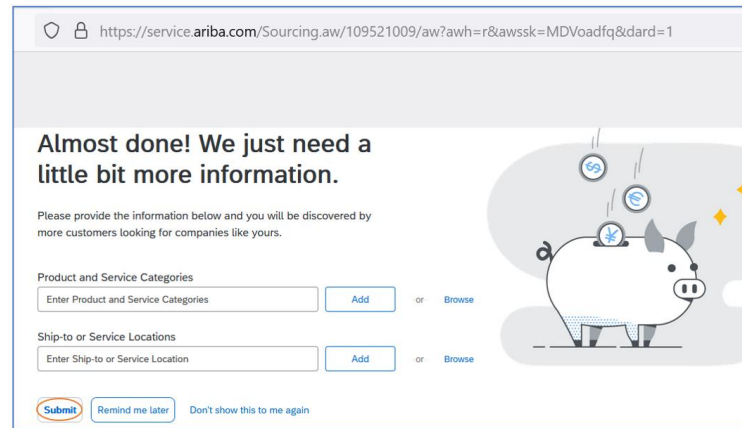 https://service.ariba.com/Sourcing.aw/109521009/aw?awh=r&awssk=MDVoadfq&dard=1
Almost done! We just need a
little bit more information.
Please provide the information below and you will be discovered by
more customers looking for companies like yours.
Product and Service Categories
Enter Product and Service Categories Add or Browse
Ship-to or Service Locations
Enter Ship-to or Service Location Add or Browse
Submit Remind me later Don't show this to me again
$
€
¥